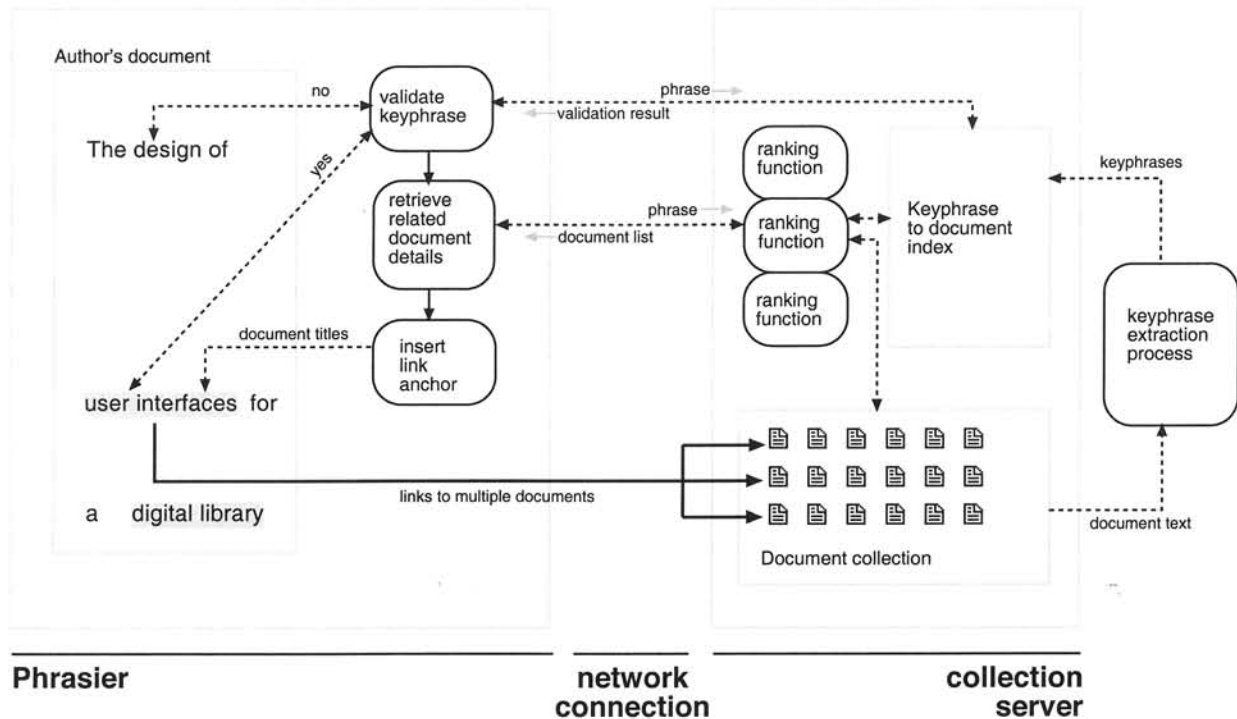 Author's document
no
The design of
yes
validate
keyphrase
phrase
validation result
retrieve
related
document
details
phrase
document list
ranking
function
ranking
function
ranking
function
Keyphrase
to document
index
keyphrases
keyphrase
extraction
process
document titles
insert
link
anchor
user interfaces for
links to multiple documents
a digital library
Document collection
document text
Phrasier
network
connection
collection
server